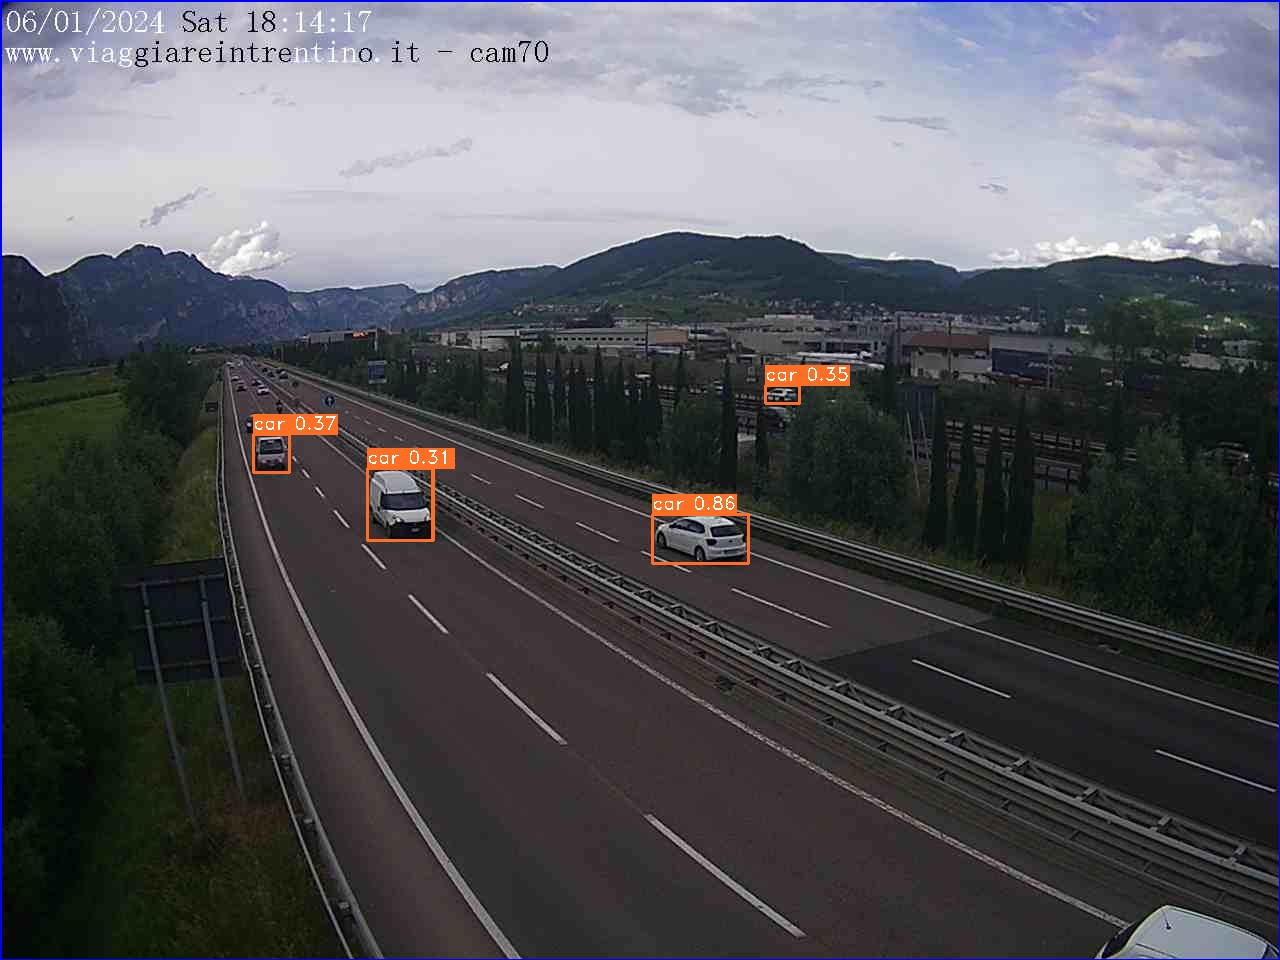 06/01/2024 Sat 18:14:17
www.viaggiareintrentino.it - cam70
car 0.35
car 0.37
car 0.31
car 0.86